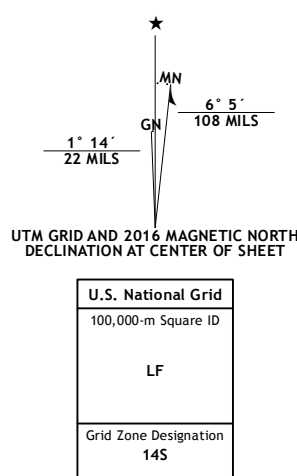 ★
MN
GN
6° 5´
108 MILS
1° 14´
22 MILS
UTM GRID AND 2016 MAGNETIC NORTH
DECLINATION AT CENTER OF SHEET
U.S. National Grid
100,000-m Square ID
LF
Grid Zone Designation
14S